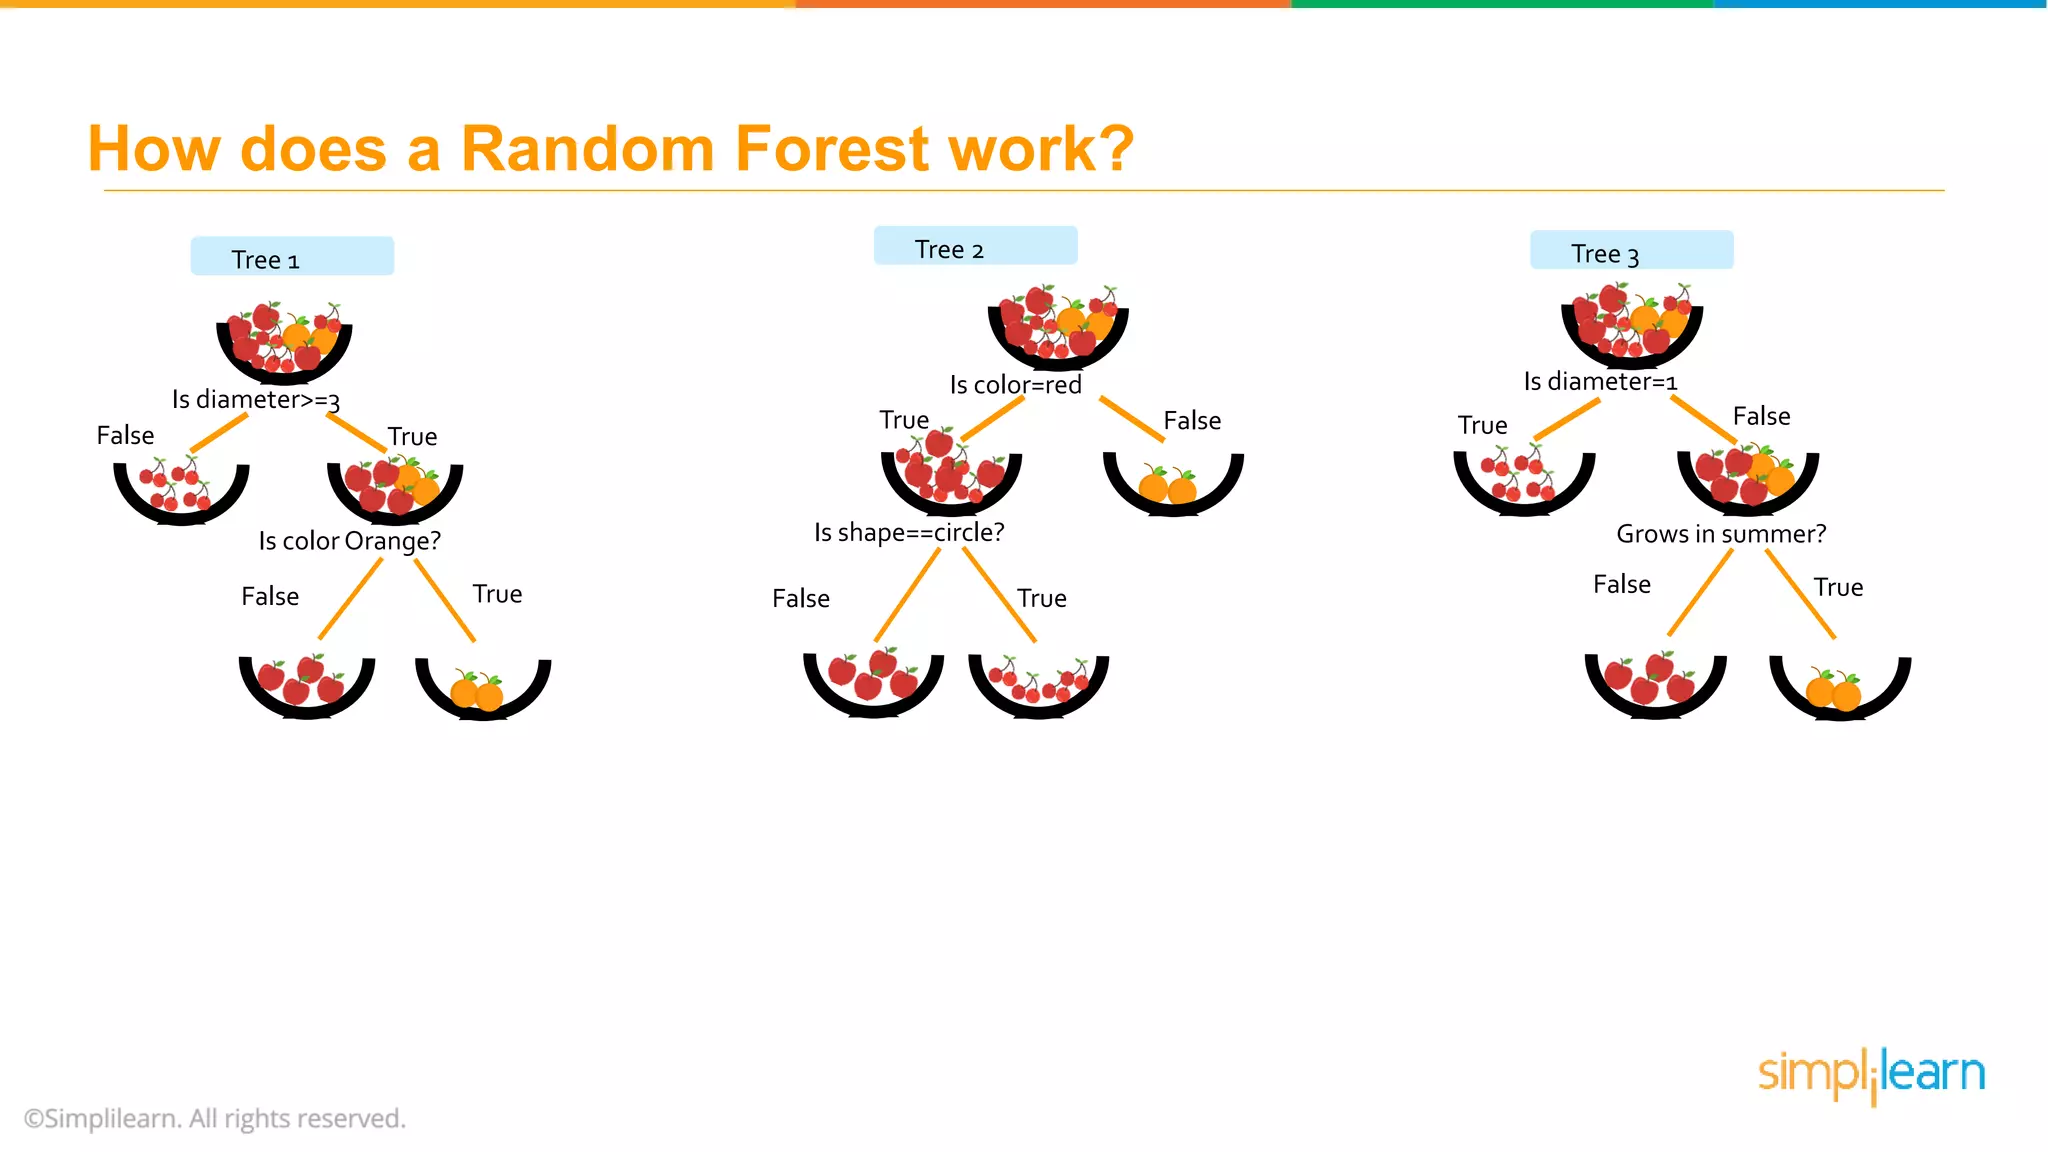 How does a Random Forest work?
Tree 1
Is diameter>=3
False
True
Is color Orange?
False
True
Tree 2
Is color=red
True
False
Is shape==circle?
False
True
Tree 3
Is diameter=1
True
False
Grows in summer?
False
True
simplilearn
©Simplilearn. All rights reserved.